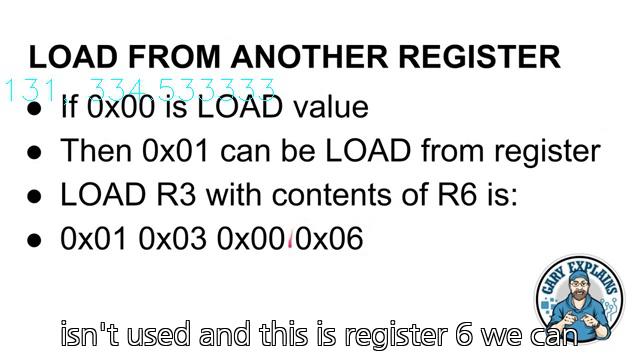 LOAD FROM ANOTHER REGISTER
131, 334.533333
● If 0x00 is LOAD value
● Then 0x01 can be LOAD from register
● LOAD R3 with contents of R6 is:
● 0x01 0x03 0x00 0x06
GARY EXPLAINS
isn't used and this is register 6 we can